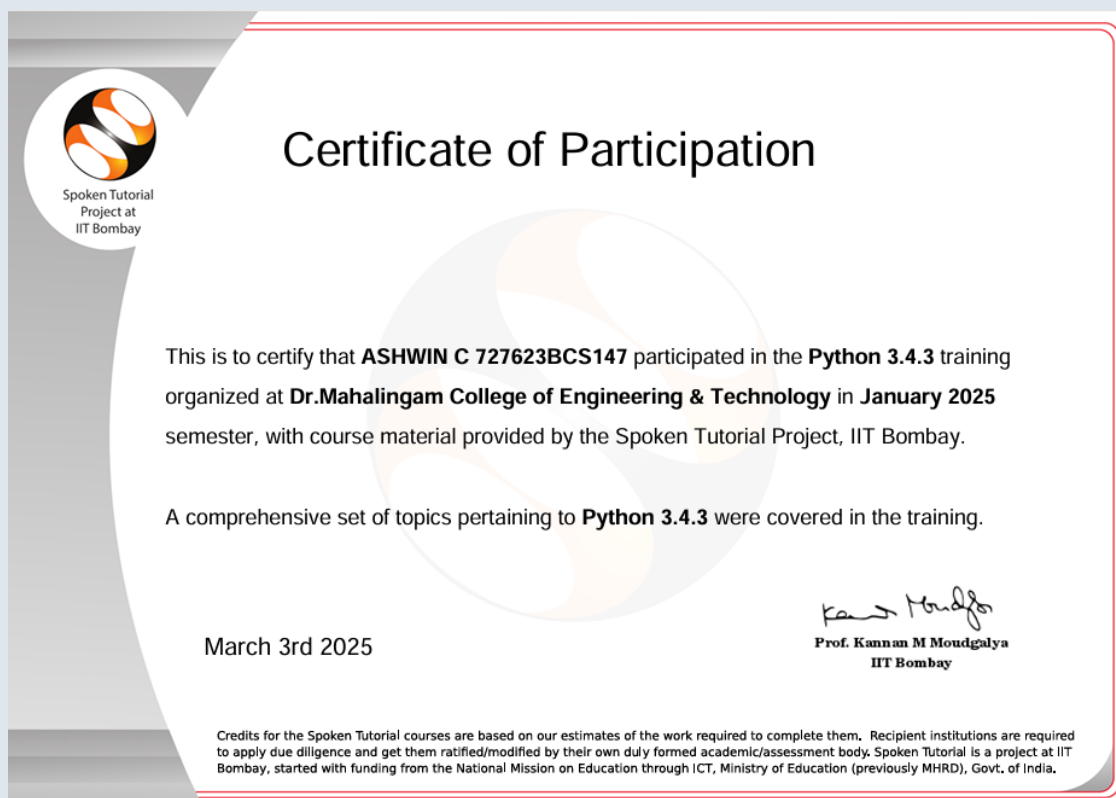 Spoken Tutorial
Project at
IIT Bombay
Certificate of Participation
This is to certify that ASHWIN C 727623BCS147 participated in the Python 3.4.3 training
organized at Dr.Mahalingam College of Engineering & Technology in January 2025
semester, with course material provided by the Spoken Tutorial Project, IIT Bombay.
A comprehensive set of topics pertaining to Python 3.4.3 were covered in the training.
March 3rd 2025
Prof. Kannan M Moudgalya
IIT Bombay
Credits for the Spoken Tutorial courses are based on our estimates of the work required to complete them. Recipient institutions are required
to apply due diligence and get them ratified/modified by their own duly formed academic/assessment body. Spoken Tutorial is a project at IIT
Bombay, started with funding from the National Mission on Education through ICT, Ministry of Education (previously MHRD), Govt. of India.